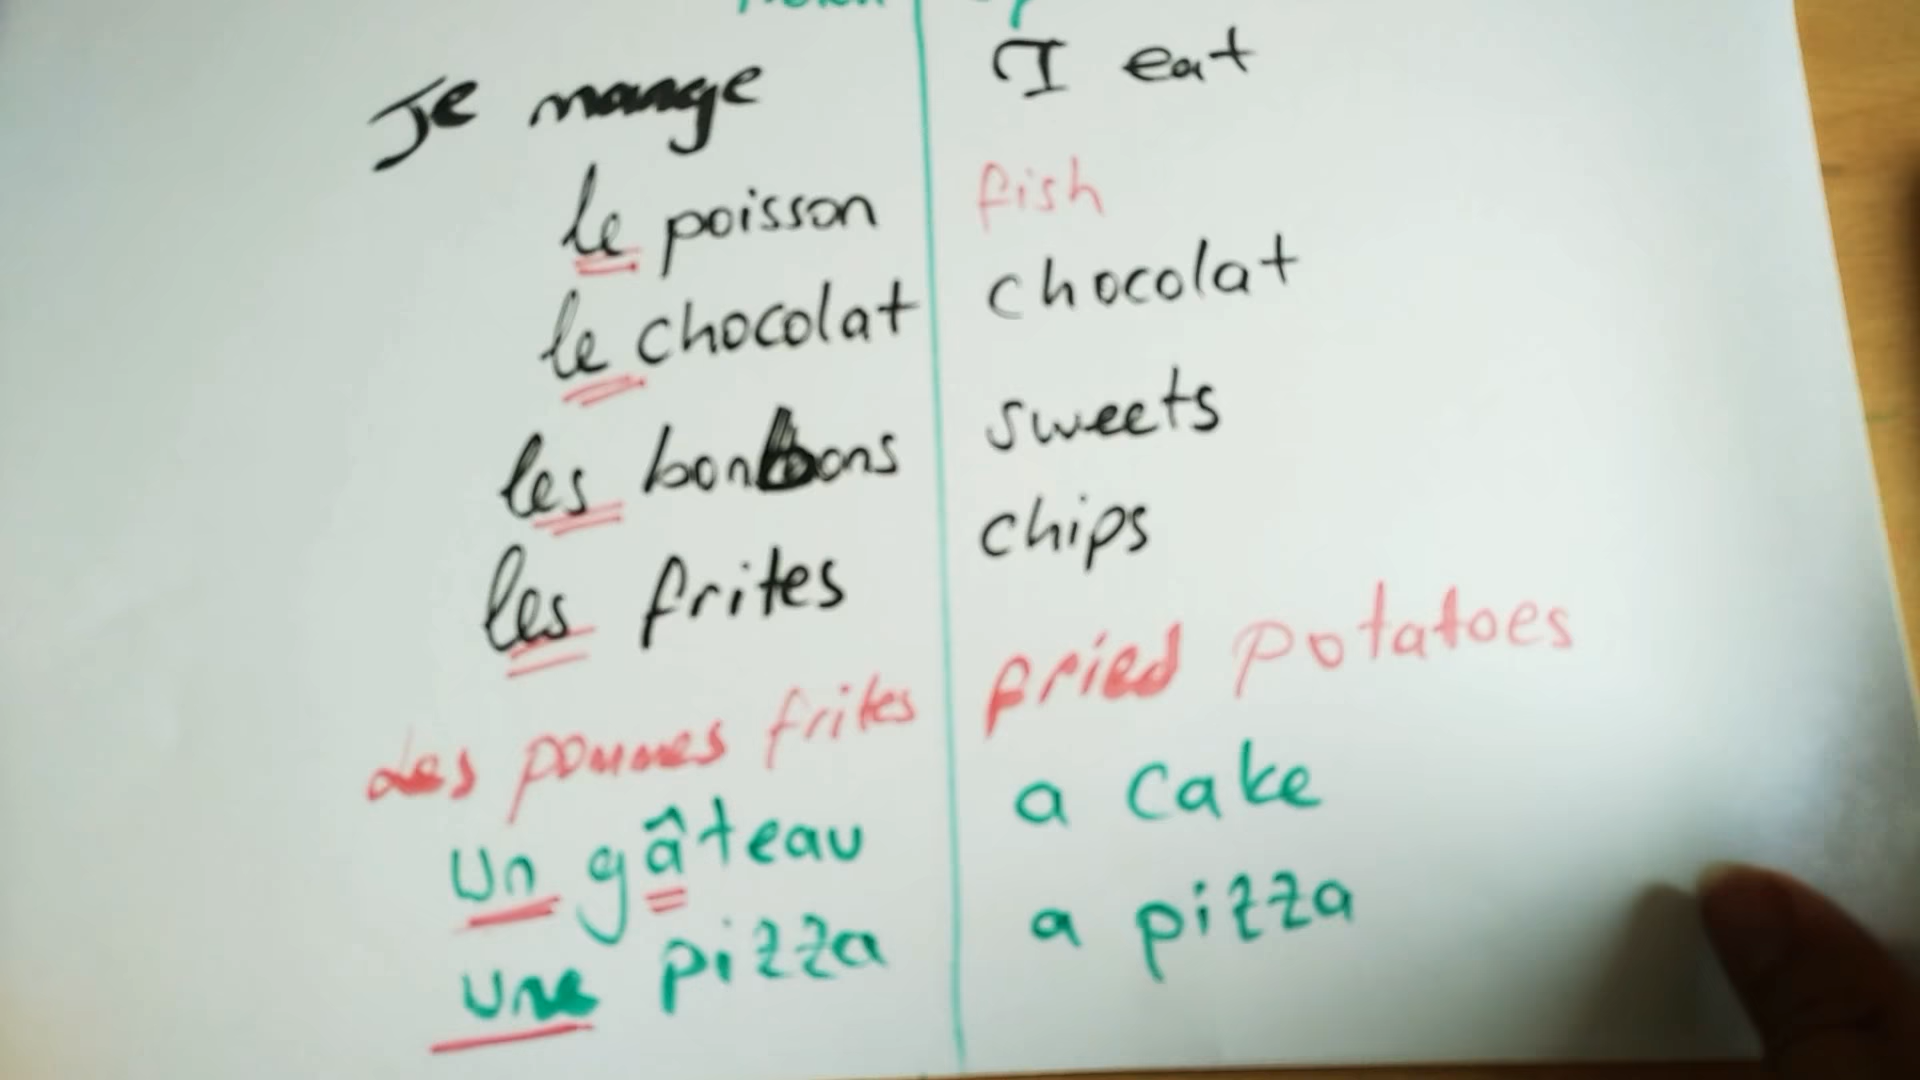 Je mange I eat
le poisson fish
le chocolat chocolat
les bonbons sweets
les frites chips
des pommes frites fried potatoes
un gâteau a cake
une pizza a pizza